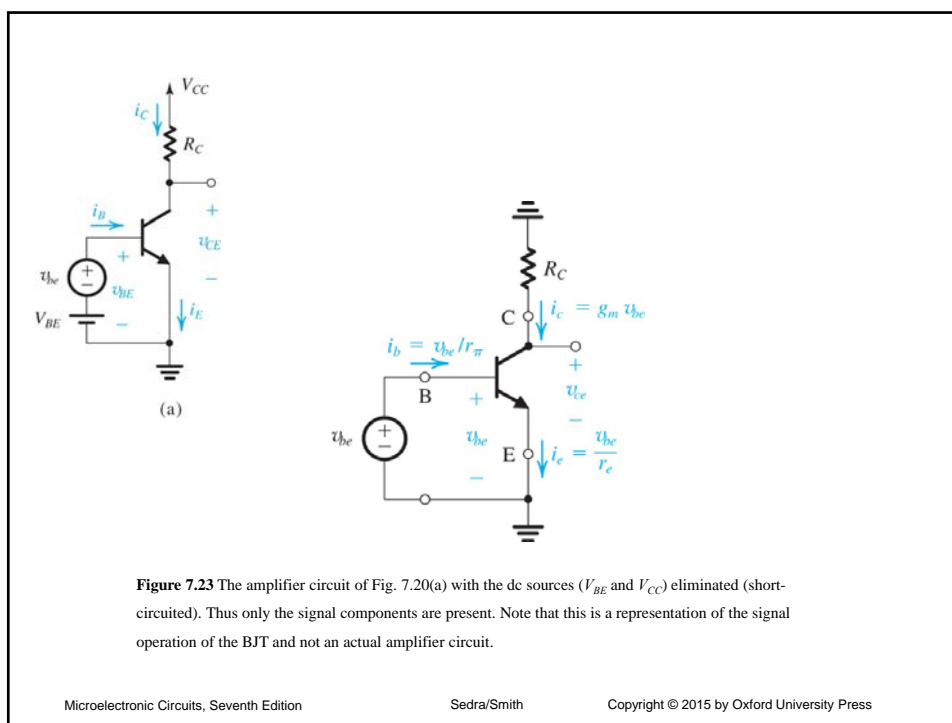 V_CC
i_C
R_C
i_B
+
v_CE
−
+
v_be
+
−
v_BE
−
i_E
V_BE
(a)
R_C
C
i_c = g_m v_be
i_b = v_be/r_π
B
+
v_ce
−
+
v_be
−
v_be
+
−
E
i_e = v_be/r_e
Figure 7.23 The amplifier circuit of Fig. 7.20(a) with the dc sources (V_BE and V_CC) eliminated (short-
circuited). Thus only the signal components are present. Note that this is a representation of the signal
operation of the BJT and not an actual amplifier circuit.
Microelectronic Circuits, Seventh Edition
Sedra/Smith
Copyright © 2015 by Oxford University Press